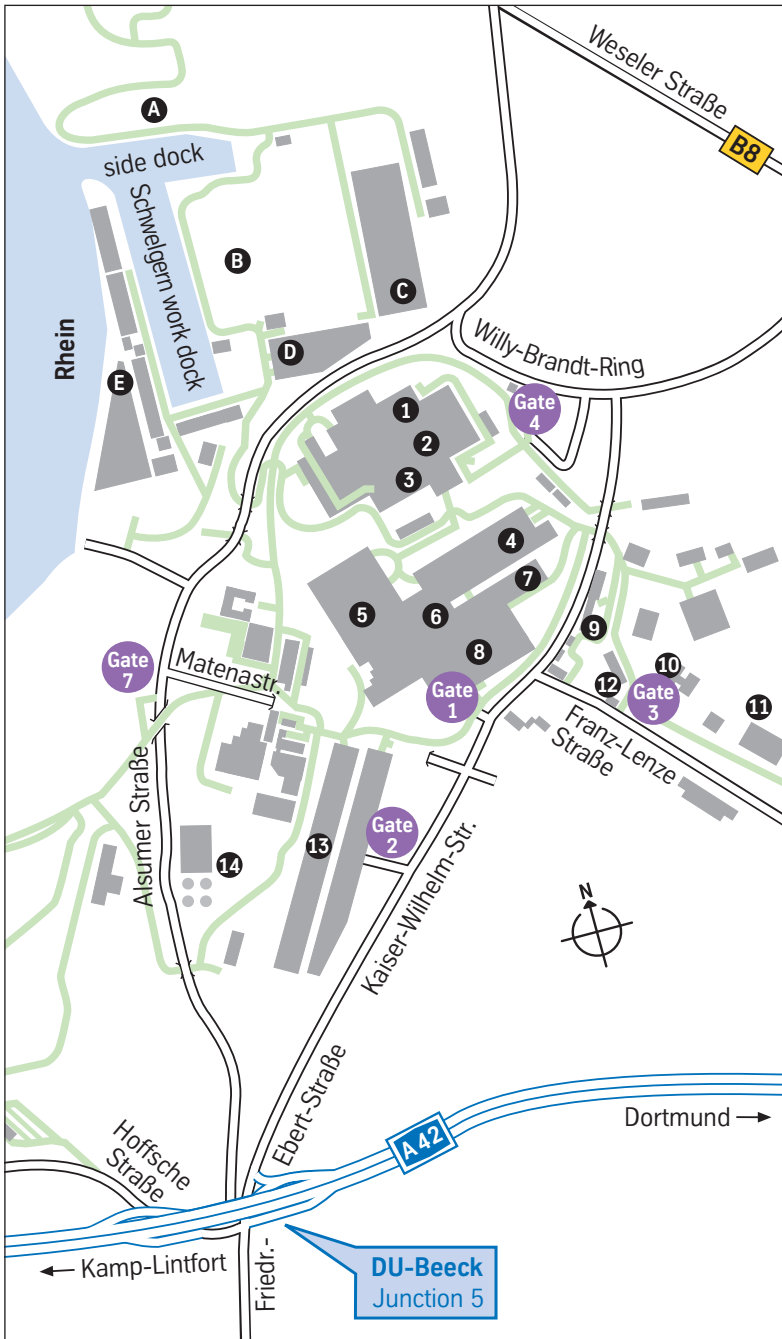 Weseler Straße
B8
A
side dock
Schwelgern work dock
B
C
Rhein
D
E
Willy-Brandt-Ring
Gate
4
1
2
3
4
5
6
7
8
9
10
11
12
Gate
7
Matenastr.
Gate
1
Gate
3
Franz-Lenze
Straße
Alsumer Straße
13
14
Gate
2
Kaiser-Wilhelm-Str.
N
Ebert-Straße
Friedr.-
Hoffsche
Straße
A 42
Dortmund →
← Kamp-Lintfort
DU-Beeck
Junction 5